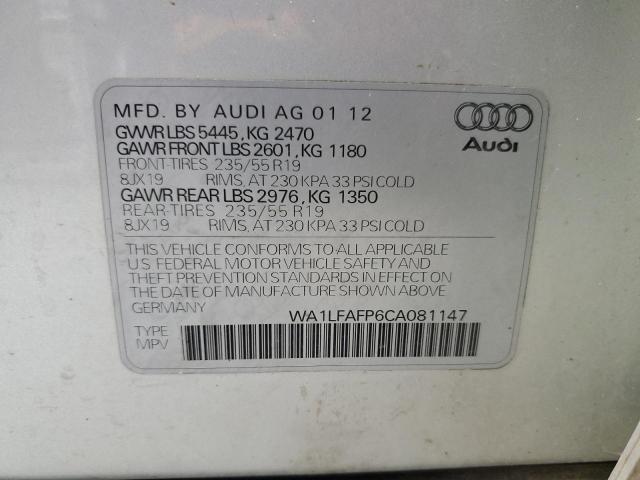 MFD. BY AUDI AG 01 12
GVWR LBS 5445, KG 2470
GAWR FRONT LBS 2601, KG 1180
FRONT-TIRES 235/55 R19
8JX19 RIMS, AT 230 KPA 33 PSI COLD
GAWR REAR LBS 2976, KG 1350
REAR-TIRES 235/55 R19
8JX19 RIMS, AT 230 KPA 33 PSI COLD
Audi
THIS VEHICLE CONFORMS TO ALL APPLICABLE
U.S. FEDERAL MOTOR VEHICLE SAFETY AND
THEFT PREVENTION STANDARDS IN EFFECT ON
THE DATE OF MANUFACTURE SHOWN ABOVE
GERMANY
WA1LFAFP6CA081147
TYPE
MPV